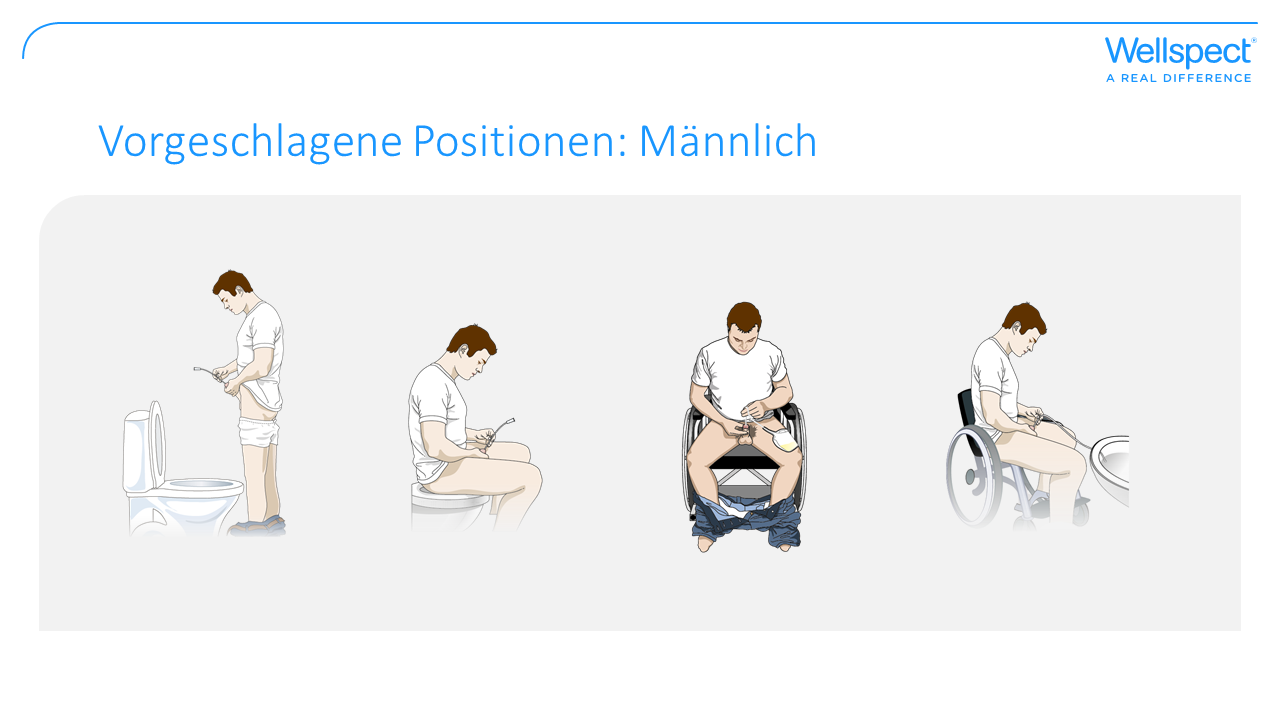 Wellspect®
A REAL DIFFERENCE
Vorgeschlagene Positionen: Männlich